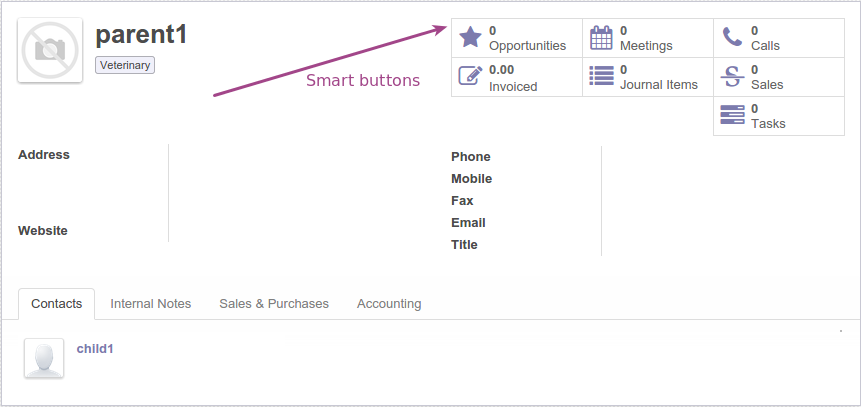 parent1
Veterinary
Smart buttons
0
Opportunities
0
Meetings
0
Calls
0.00
Invoiced
0
Journal Items
0
Sales
0
Tasks
Address
Website
Phone
Mobile
Fax
Email
Title
Contacts Internal Notes Sales & Purchases Accounting
child1